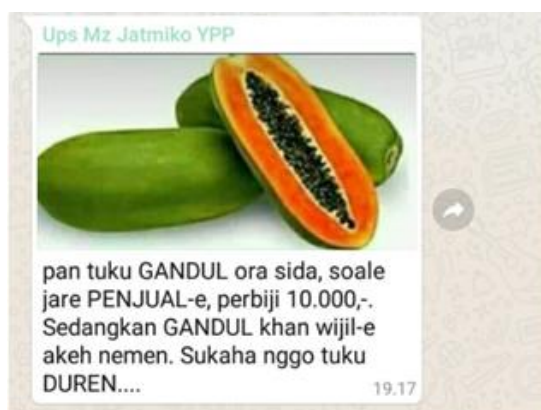 Ups Mz Jatmiko YPP
pan tuku GANDUL ora sida, soale
jare PENJUAL-e, perbiji 10.000,-.
Sedangkan GANDUL khan wijil-e
akeh nemen. Sukaha nggo tuku
DUREN....
19.17